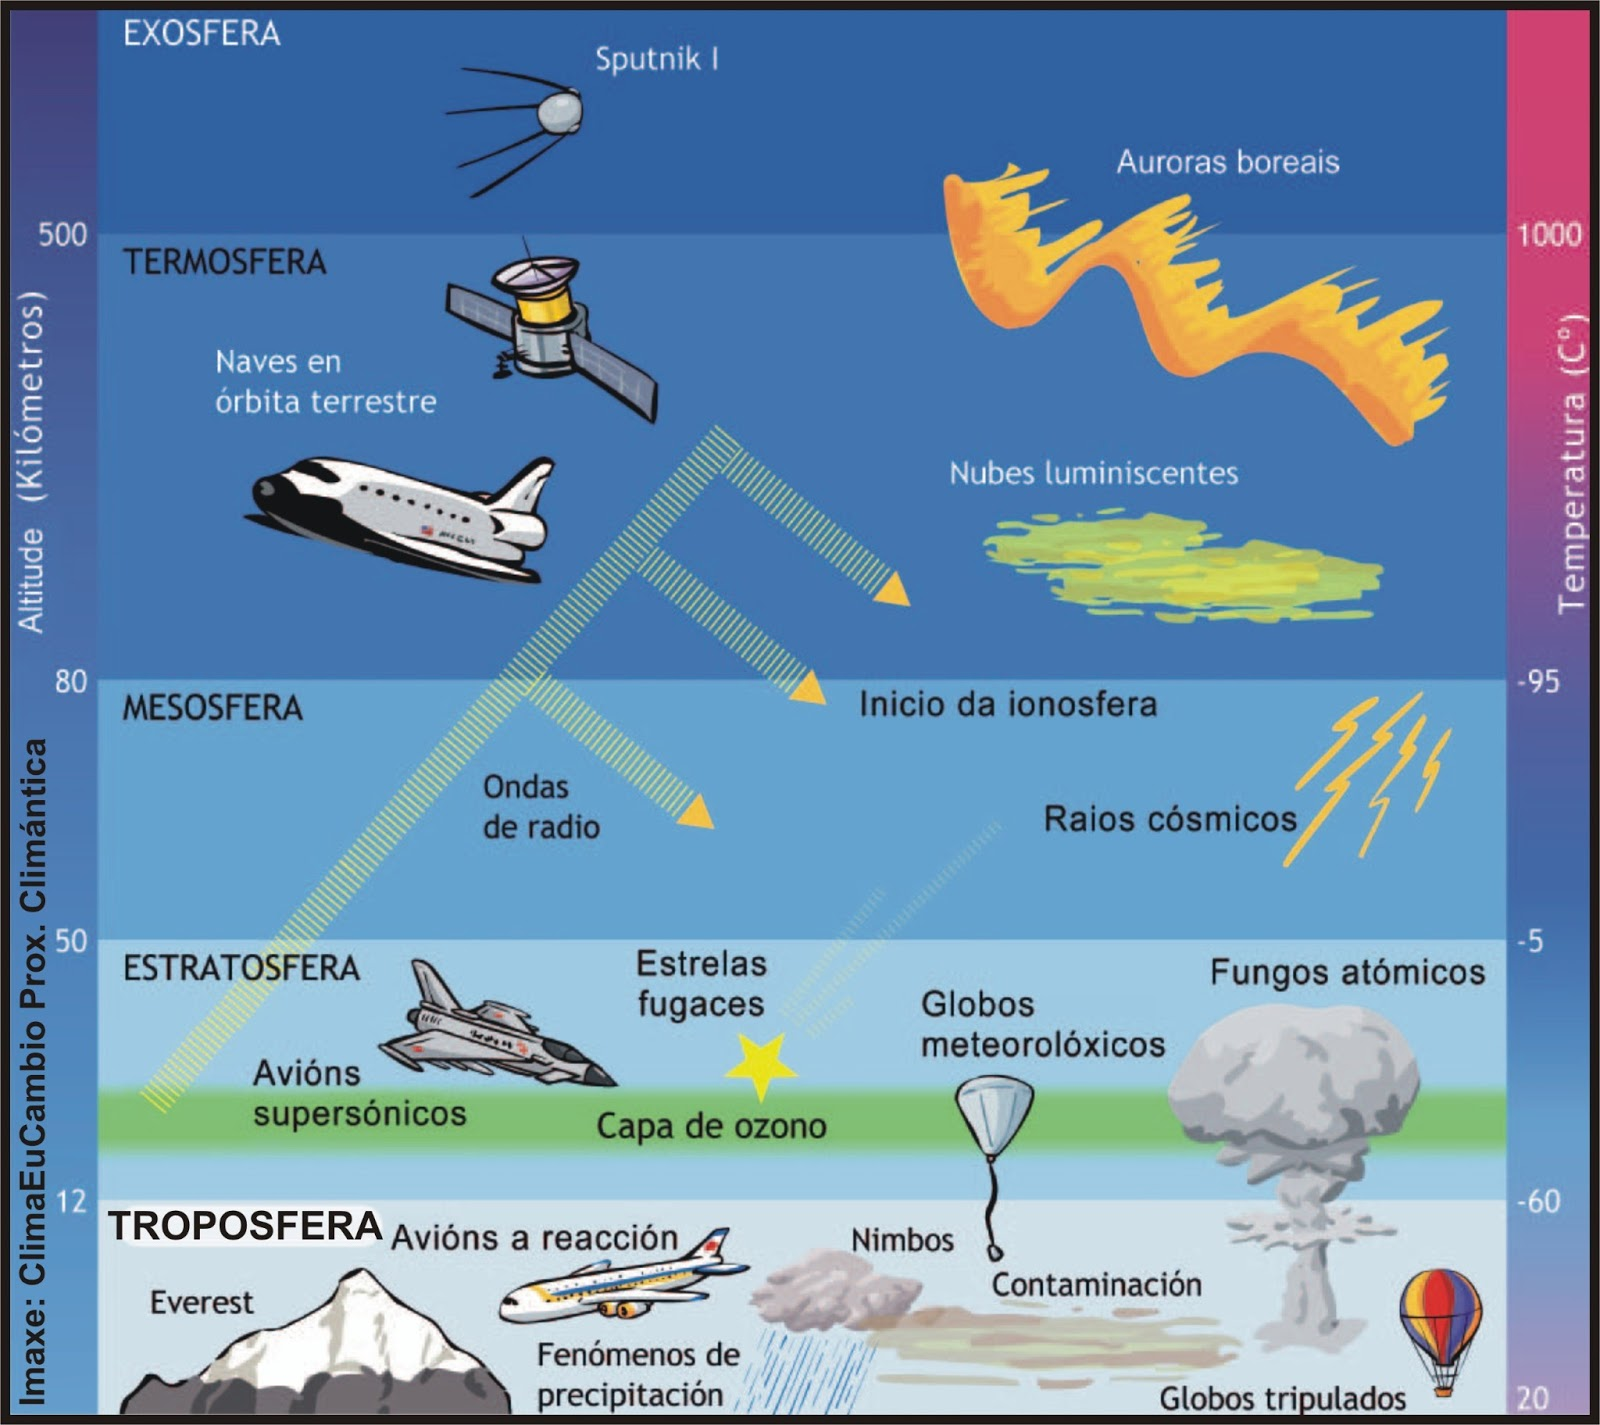 EXOSFERA
Sputnik I
Auroras boreais
500
1000
TERMOSFERA
Naves en
órbita terrestre
Nubes luminiscentes
Altitude (Kilómetros)
Temperatura (Cº)
80
-95
MESOSFERA
Inicio da ionosfera
Ondas
de radio
Raios cósmicos
50
-5
ESTRATOSFERA
Estrelas
fugaces
Fungos atómicos
Globos
meteorolóxicos
Avións
supersónicos
Capa de ozono
12
-60
TROPOSFERA
Avións a reacción
Nimbos
Contaminación
Everest
Fenómenos de
precipitación
Globos tripulados
20
Imaxe: ClimaEuCambio Prox. Climántica